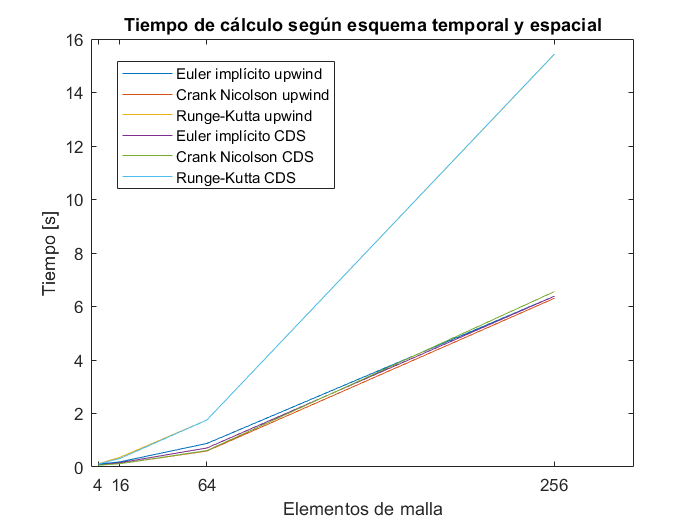 Tiempo de cálculo según esquema temporal y espacial
16
14
12
10
8
6
4
2
0
Tiempo [s]
Euler implícito upwind
Crank Nicolson upwind
Runge-Kutta upwind
Euler implícito CDS
Crank Nicolson CDS
Runge-Kutta CDS
4 16 64 256
Elementos de malla